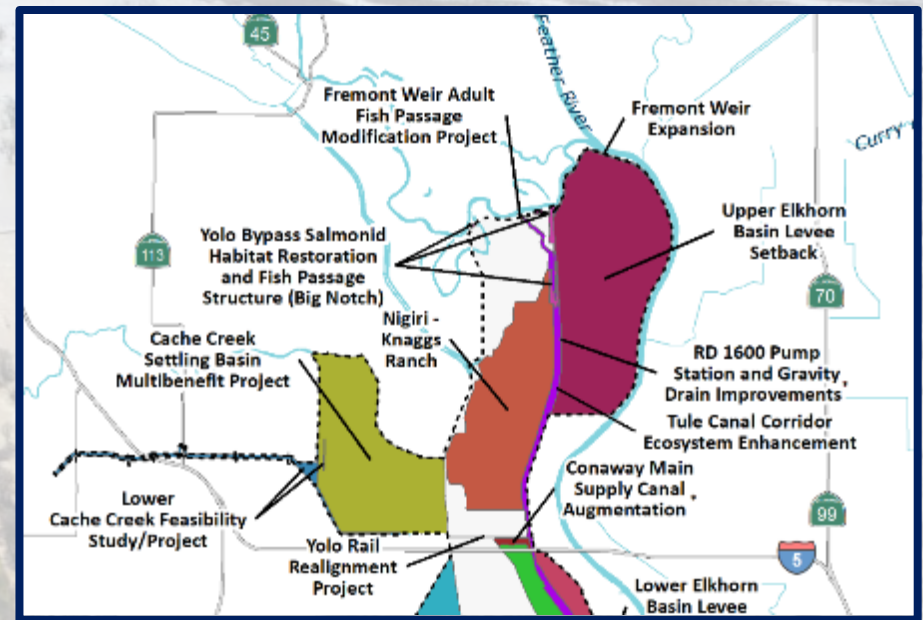 45
Feather River
Fremont Weir Adult
Fish Passage
Modification Project
Fremont Weir
Expansion
Curry
113
Yolo Bypass Salmonid
Habitat Restoration
and Fish Passage
Structure (Big Notch)
Upper Elkhorn
Basin Levee
Setback
70
Nigiri -
Knaggs
Ranch
Cache Creek
Settling Basin
Multibenefit Project
RD 1600 Pump
Station and Gravity
Drain Improvements
Tule Canal Corridor
Ecosystem Enhancement
Conaway Main
Supply Canal
Augmentation
Lower
Cache Creek Feasibility
Study/Project
99
Yolo Rail
Realignment
Project
5
Lower Elkhorn
Basin Levee